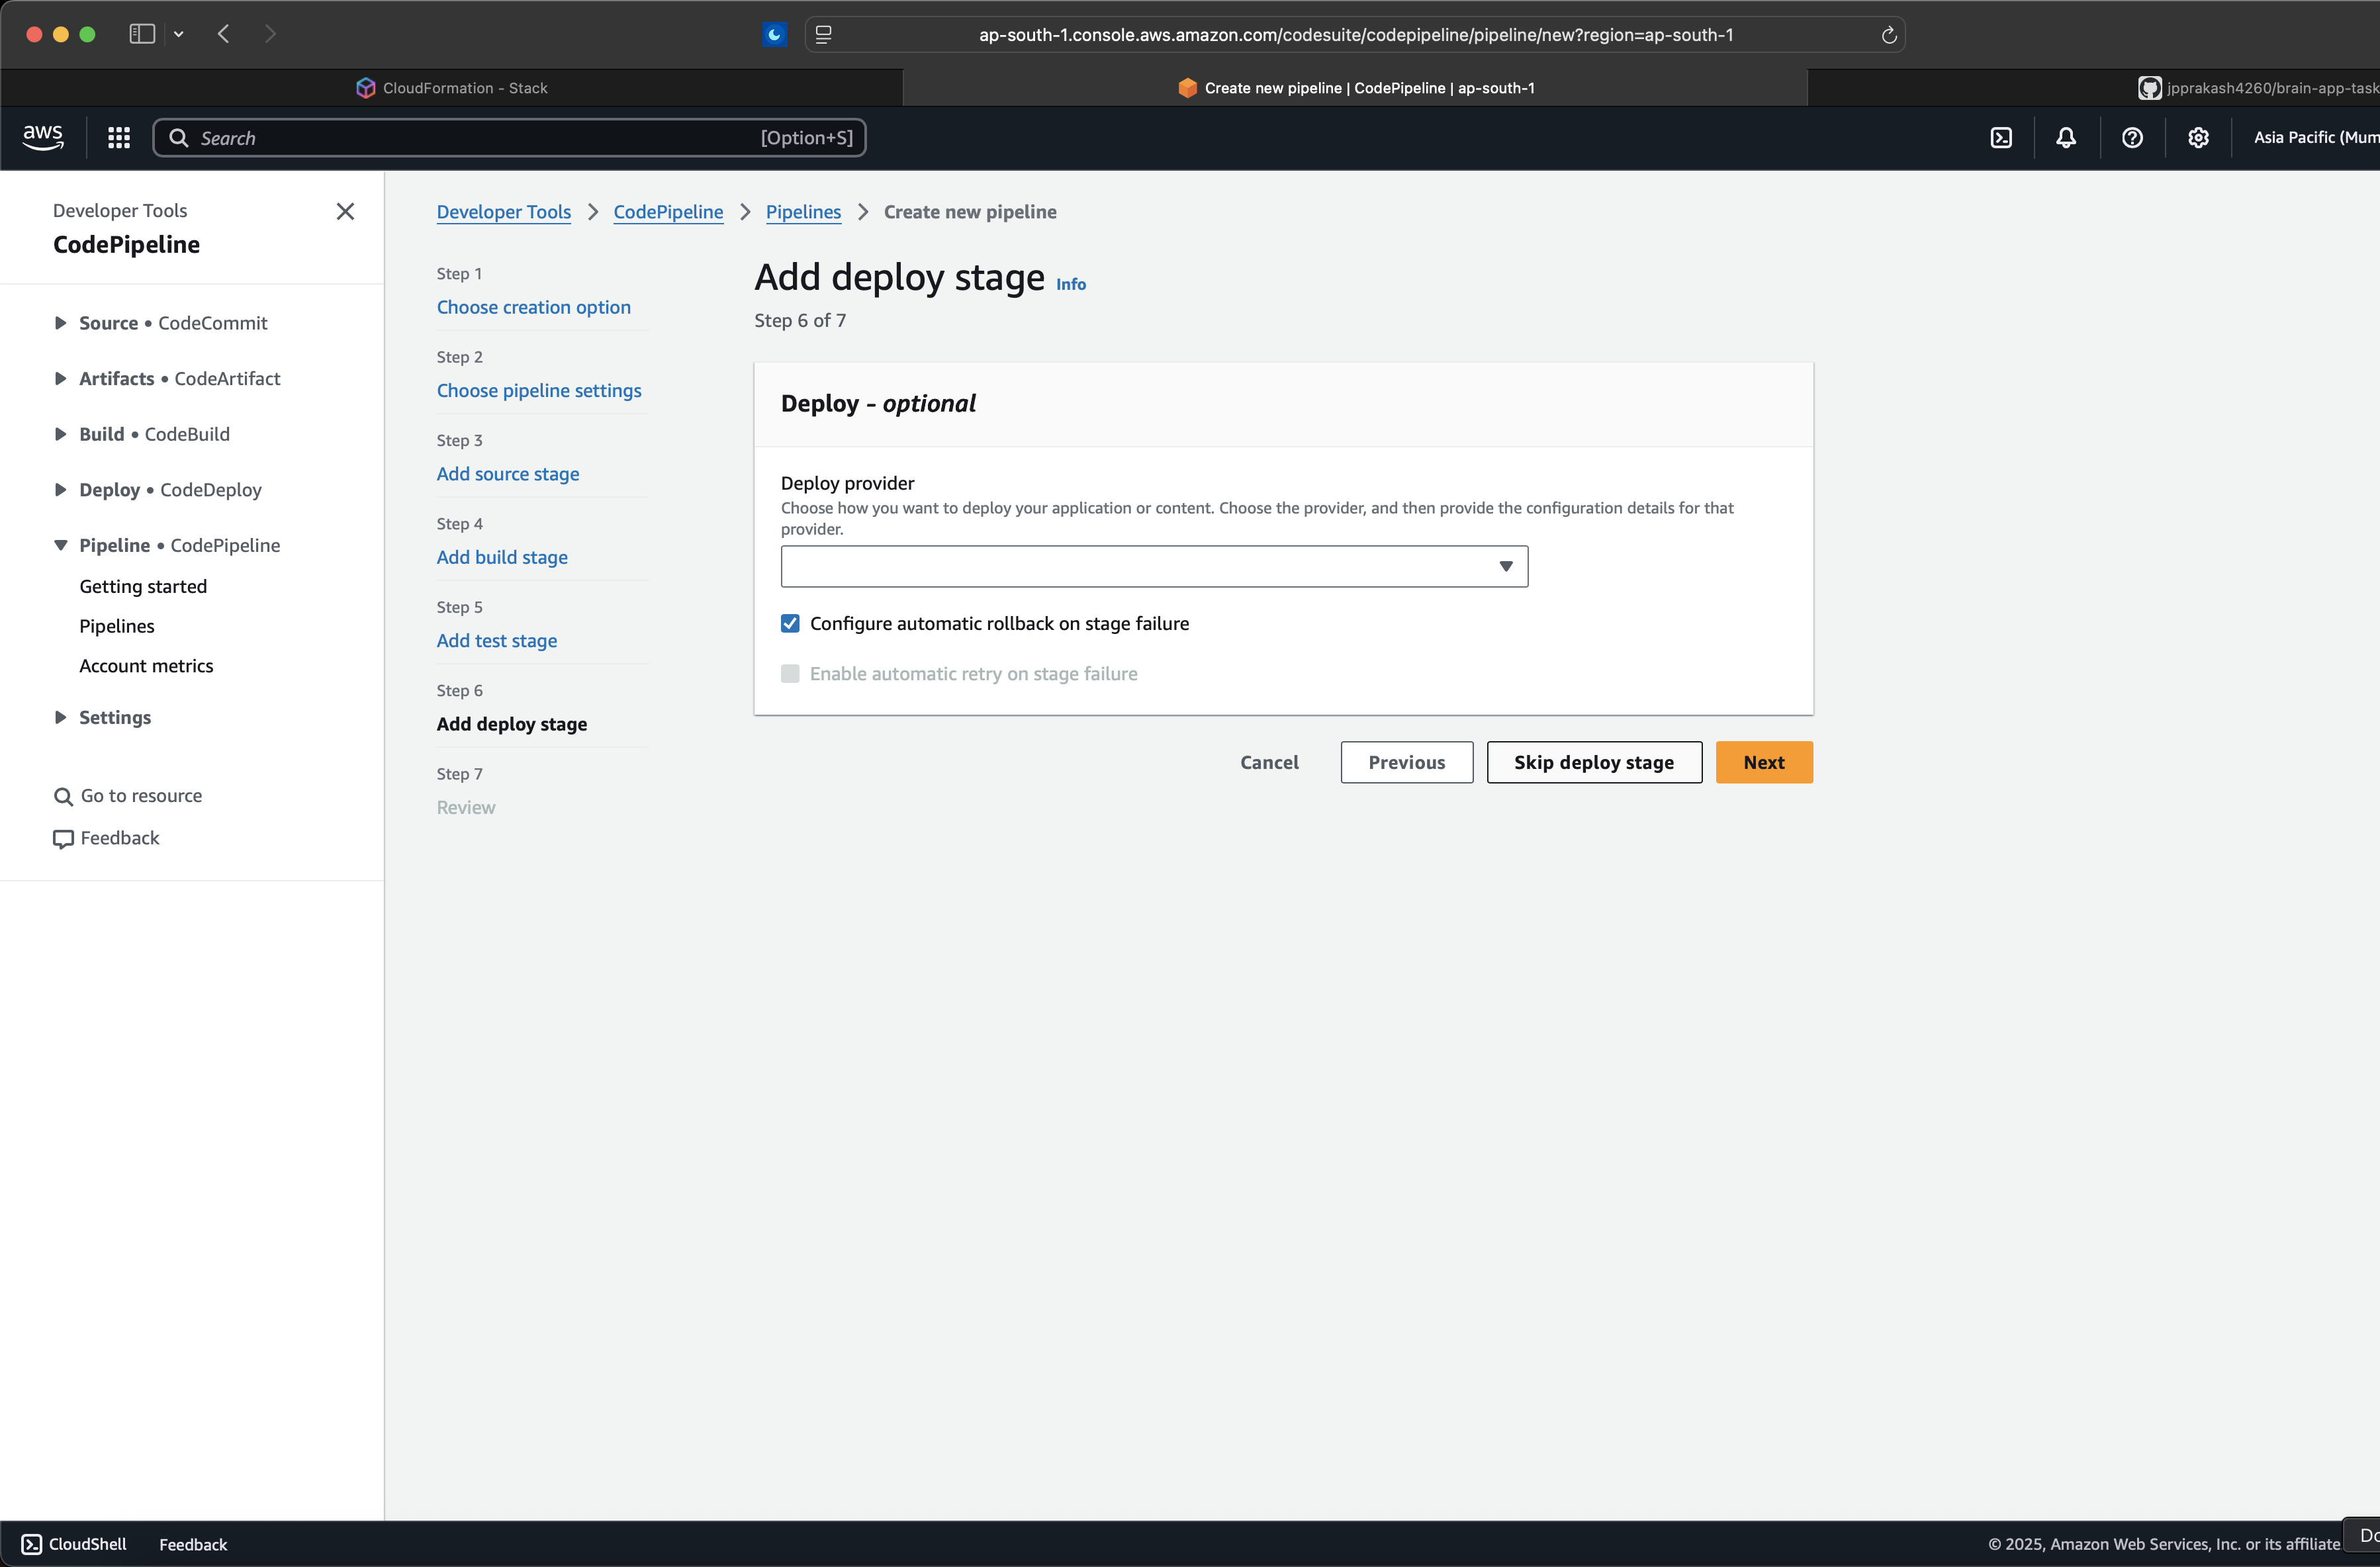 ap-south-1.console.aws.amazon.com/codesuite/codepipeline/pipeline/new?region=ap-south-1
CloudFormation - Stack
Create new pipeline | CodePipeline | ap-south-1
jpprakash4260/brain-app-task
aws
Search
[Option+S]
Asia Pacific (Mum
Developer Tools
CodePipeline
Source • CodeCommit
Artifacts • CodeArtifact
Build • CodeBuild
Deploy • CodeDeploy
Pipeline • CodePipeline
Getting started
Pipelines
Account metrics
Settings
Go to resource
Feedback
Developer Tools > CodePipeline > Pipelines > Create new pipeline
Step 1
Choose creation option
Step 2
Choose pipeline settings
Step 3
Add source stage
Step 4
Add build stage
Step 5
Add test stage
Step 6
Add deploy stage
Step 7
Review
Add deploy stage Info
Step 6 of 7
Deploy - optional
Deploy provider
Choose how you want to deploy your application or content. Choose the provider, and then provide the configuration details for that
provider.
Configure automatic rollback on stage failure
Enable automatic retry on stage failure
Cancel
Previous
Skip deploy stage
Next
CloudShell
Feedback
© 2025, Amazon Web Services, Inc. or its affiliate